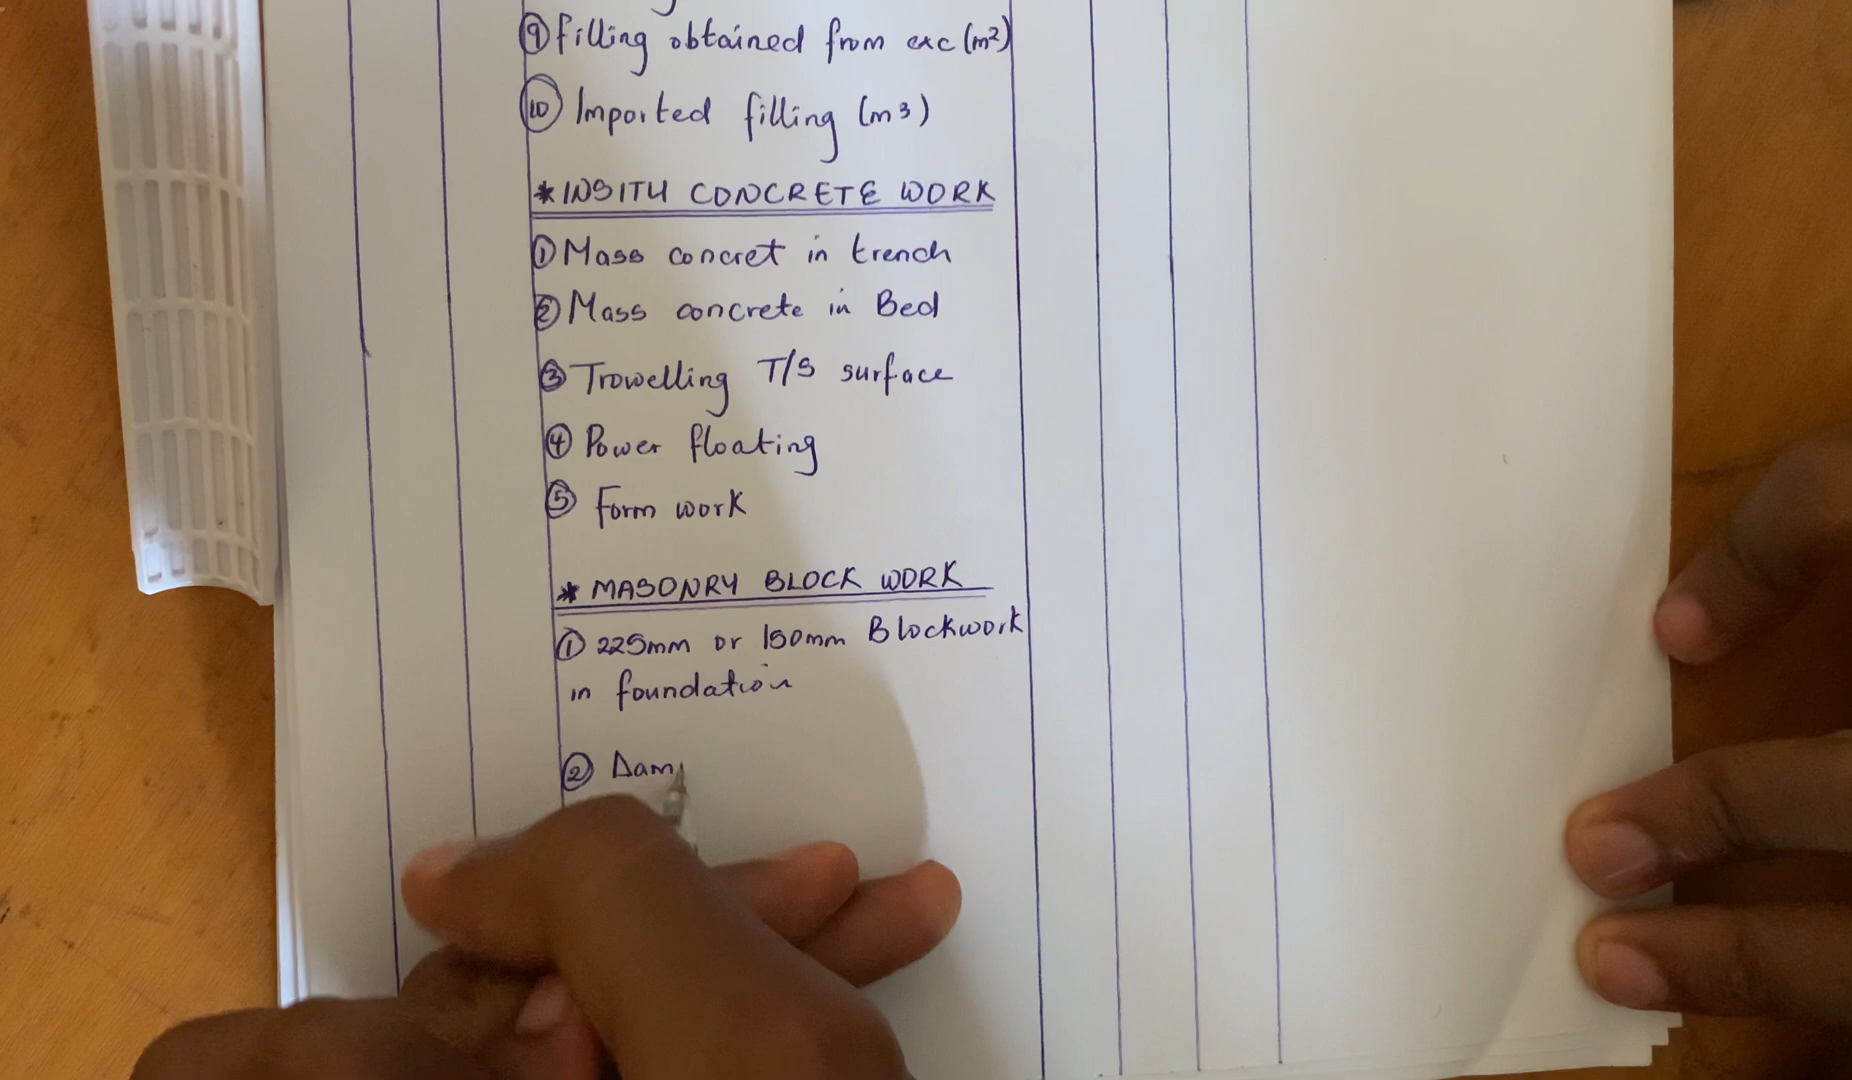 ⑨ filling obtained from exc (m²)
⑩ Imported filling (m³)
* INSITU CONCRETE WORK
① Mass concret in trench
② Mass concrete in Bed
③ Trowelling T/S surface
④ Power floating
⑤ Form work
* MASONRY BLOCK WORK
① 225mm or 150mm Blockwork
in foundation
② Dam